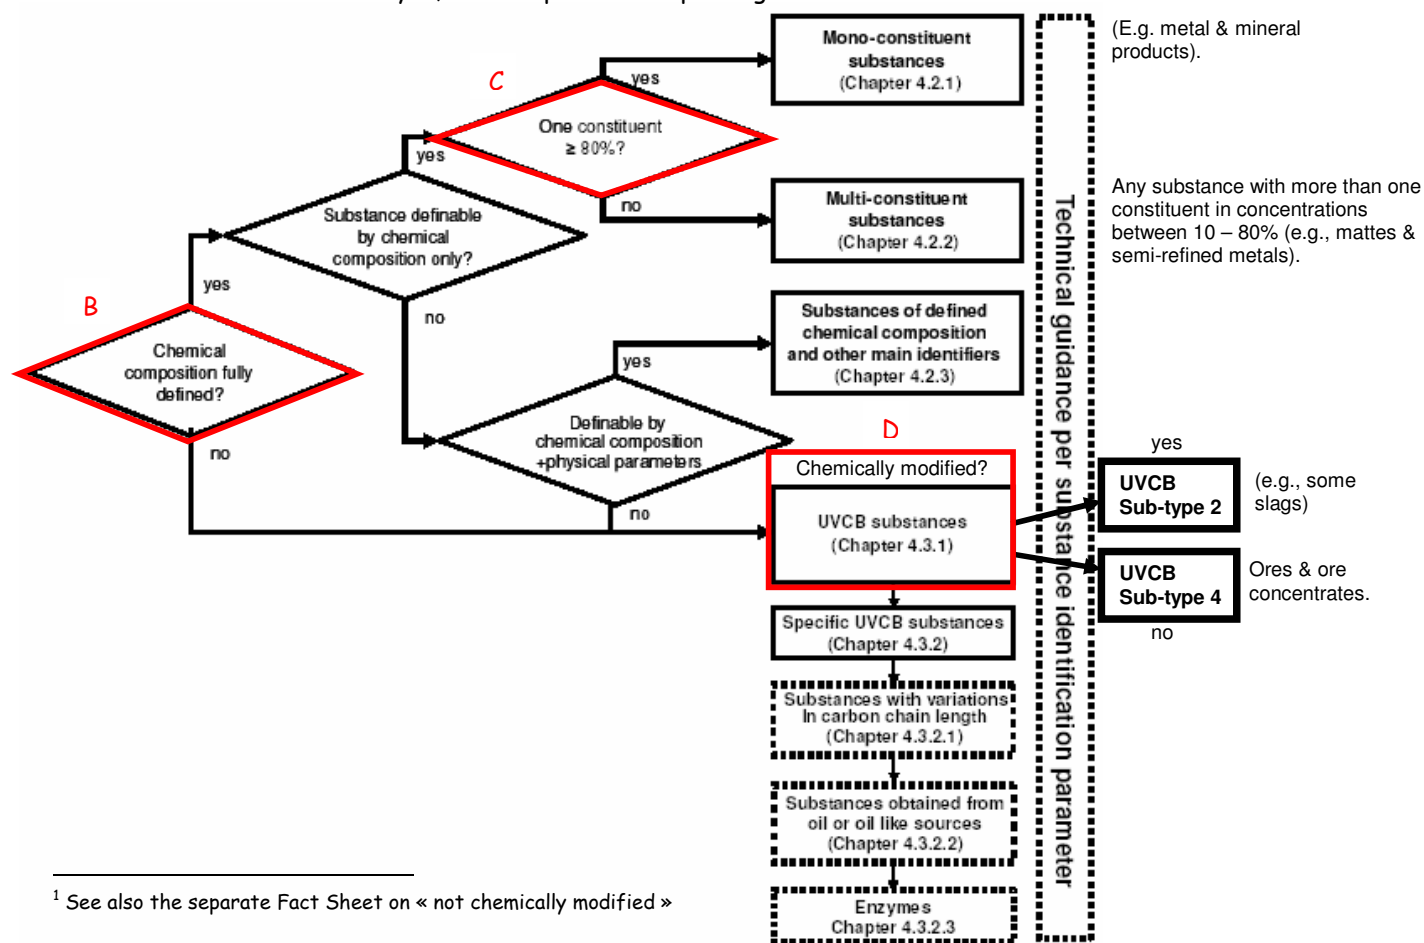 Mono-constituent
substances
(Chapter 4.2.1)
(E.g. metal & mineral
products).
C
yes
One constituent
≥ 80%?
yes
no
Multi-constituent
substances
(Chapter 4.2.2)
Any substance with more than one
constituent in concentrations
between 10 – 80% (e.g., mattes &
semi-refined metals).
Substance definable
by chemical
composition only?
yes
no
B
Chemical
composition fully
defined?
no
Substances of defined
chemical composition
and other main identifiers
(Chapter 4.2.3)
yes
Definable by
chemical composition
+physical parameters
no
D
Chemically modified?
UVCB substances
(Chapter 4.3.1)
yes
UVCB
Sub-type 2
(e.g., some
slags)
UVCB
Sub-type 4
Ores & ore
concentrates.
no
Specific UVCB substances
(Chapter 4.3.2)
Substances with variations
In carbon chain length
(Chapter 4.3.2.1)
Substances obtained from
oil or oil like sources
(Chapter 4.3.2.2)
Enzymes
Chapter 4.3.2.3
Technical guidance per substance identification parameter
1 See also the separate Fact Sheet on « not chemically modified »